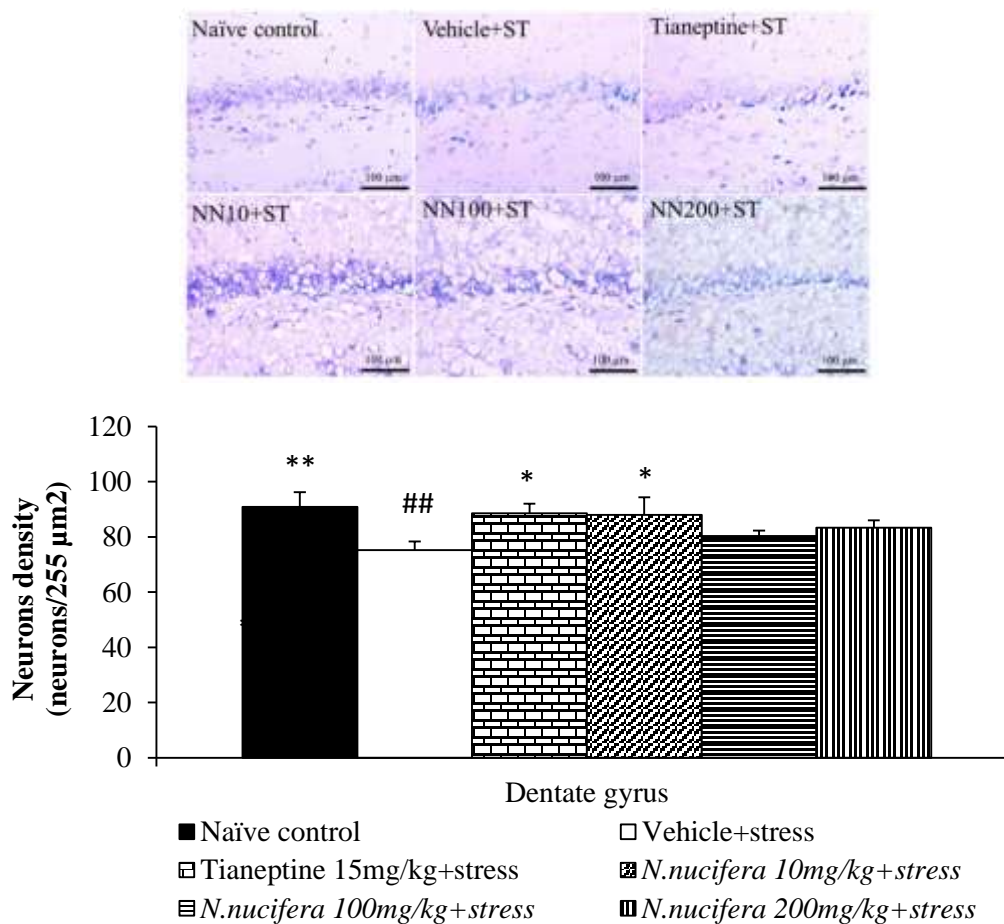 Naïve control Vehicle+ST Tianeptine+ST
100 µm 100 µm 100 µm
NN10+ST NN100+ST NN200+ST
100 µm 100 µm 100 µm
Neurons density
(neurons/255 µm2)
120
100
80
60
40
20
0
** ## * *
Dentate gyrus
Naïve control Vehicle+stress
Tianeptine 15mg/kg+stress N.nucifera 10mg/kg+stress
N.nucifera 100mg/kg+stress N.nucifera 200mg/kg+stress